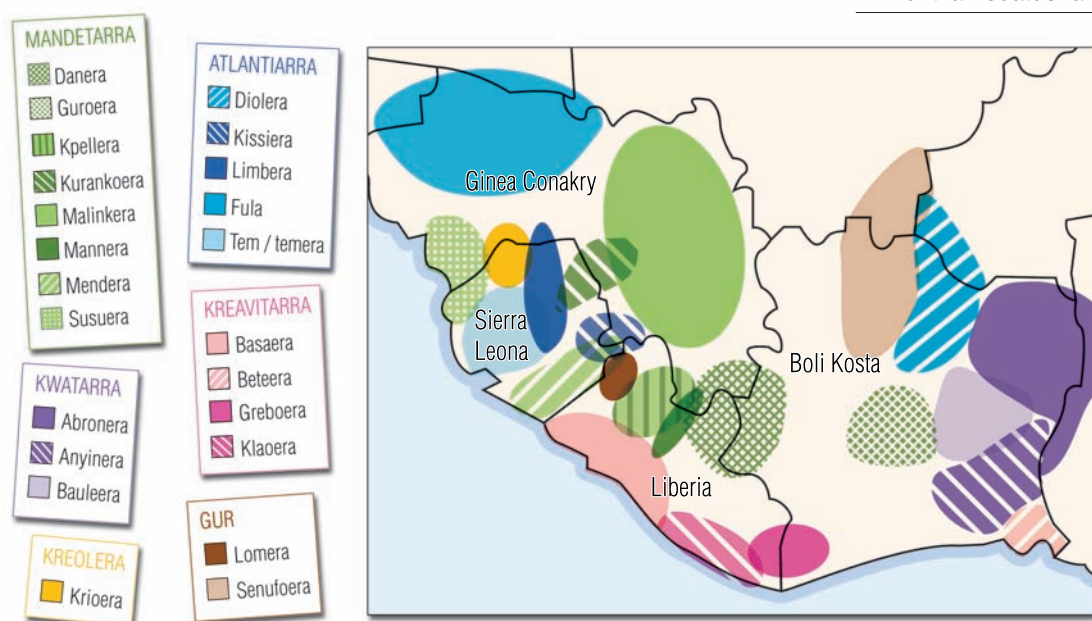 MANDETARRA
Danera
Guroera
Kpellera
Kurankoera
Malinkera
Mannera
Mendera
Susuera
KWATARRA
Abronera
Anyinera
Bauleera
KREOLERA
Krioera
ATLANTIARRA
Diolera
Kissiera
Limbera
Fula
Tem / temera
KREAVITARRA
Basaera
Beteera
Greboera
Klaoera
GUR
Lomera
Senufoera
Ginea Conakry
Sierra
Leona
Boli Kosta
Liberia